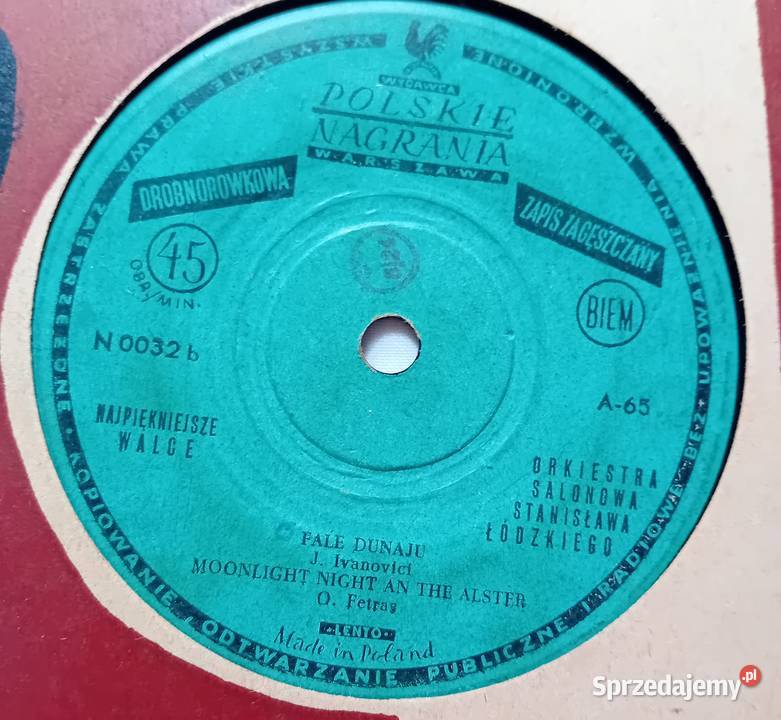 WSZYSTKIE PRAWA ZASTRZEŻONE • KOPIOWANIE, ODTWARZANIE PUBLICZNE I RADIOWE BEZ UPOWAŻNIENIA WZBRONIONE
WYDAWCA
POLSKIE
NAGRANIA
WARSZAWA
DROBNOROWKOWA
ZAPIS ZAGĘSZCZANY
45
OBR/MIN.
BIEM
N 0032 b
A-65
NAJPIĘKNIEJSZE
WALCE
ORKIESTRA
SALONOWA
STANISŁAWA
ŁÓDZKIEGO
FALE DUNAJU
J. Ivanovici
MOONLIGHT NIGHT AN THE ALSTER
O. Fetras
LENTO
Made in Poland
Sprzedajemy.pl